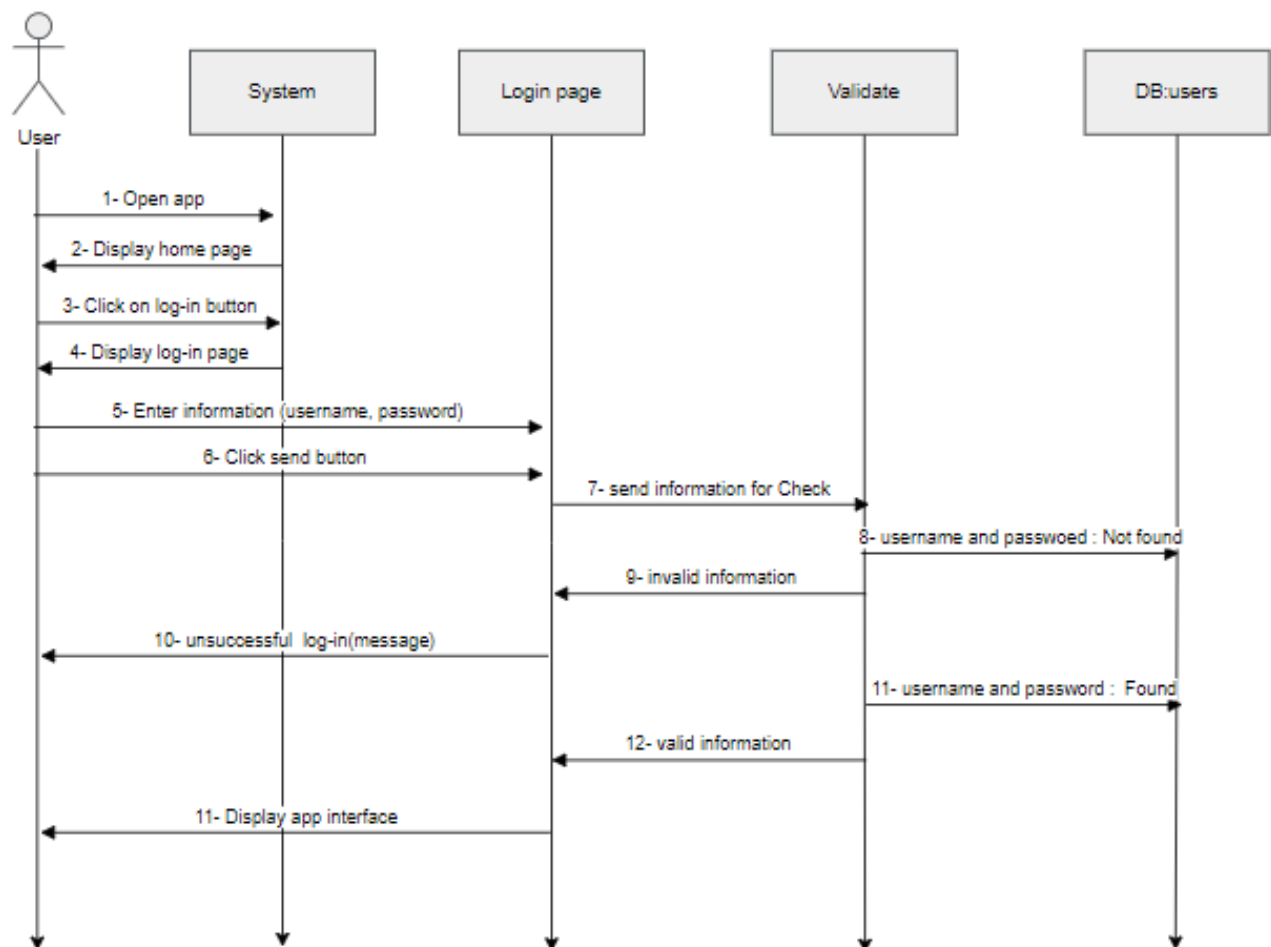 System
Login page
Validate
DB:users
User
1- Open app
2- Display home page
3- Click on log-in button
4- Display log-in page
5- Enter information (username, password)
6- Click send button
7- send information for Check
8- username and passwoed : Not found
9- invalid information
10- unsuccessful log-in(message)
11- username and password : Found
12- valid information
11- Display app interface